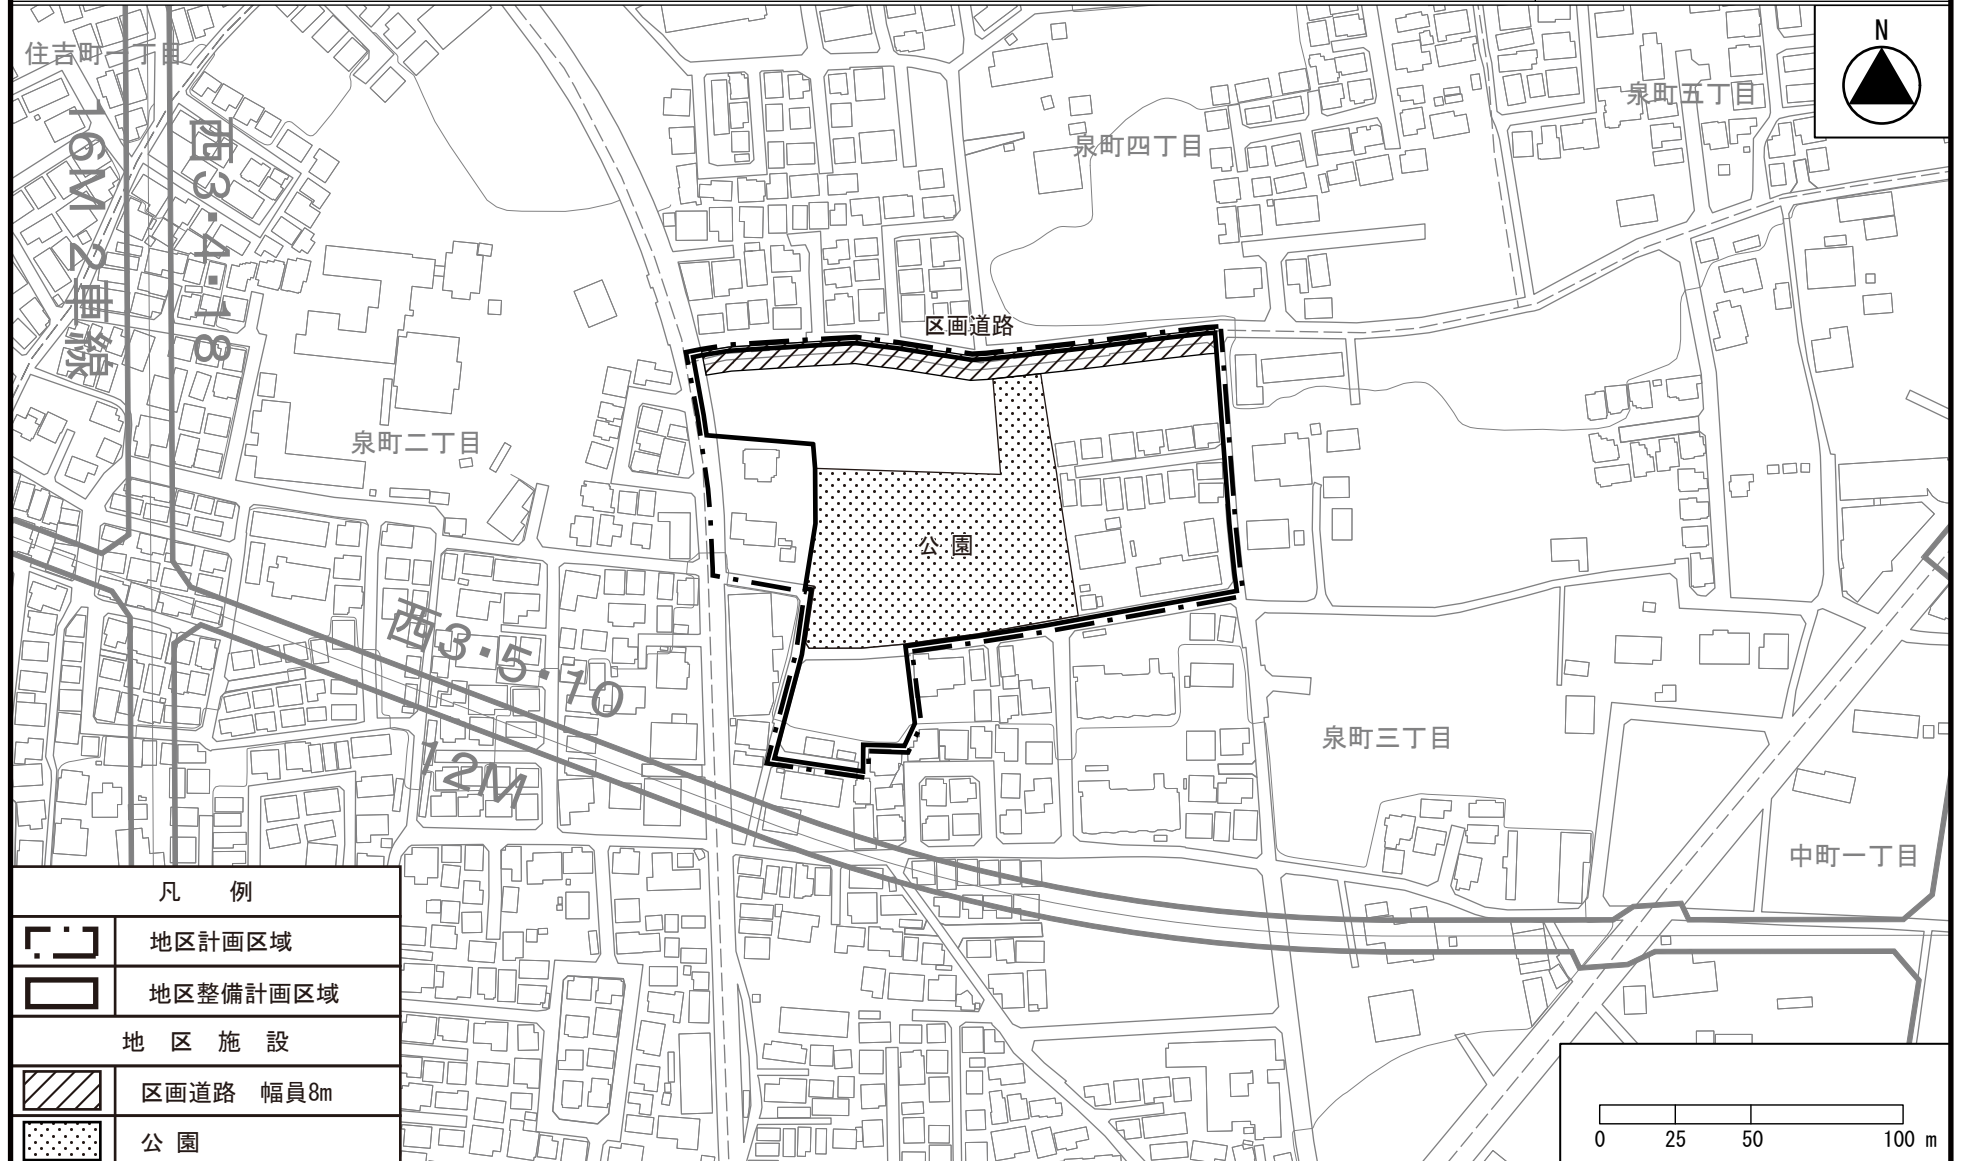 住吉町一丁目
N
泉町五丁目
泉町四丁目
西3・4・18
16M 2車線
区画道路
泉町二丁目
公 園
西3・5・10
12M
泉町三丁目
中町一丁目
凡 例
地区計画区域
地区整備計画区域
地 区 施 設
区画道路 幅員8m
公 園
0 25 50 100 m